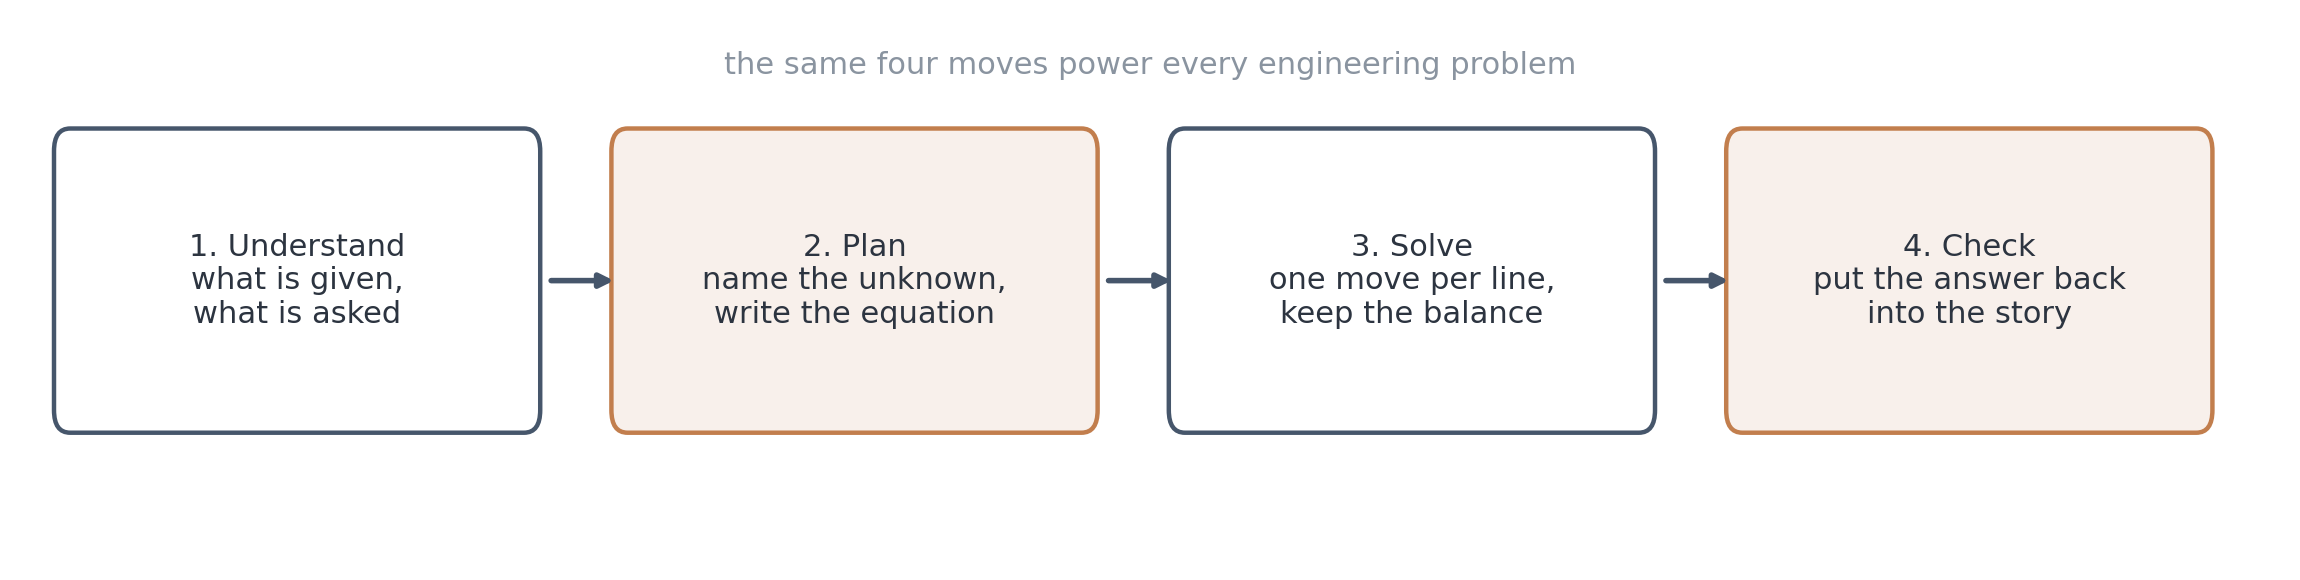 the same four moves power every engineering problem
1. Understand
what is given,
what is asked
2. Plan
name the unknown,
write the equation
3. Solve
one move per line,
keep the balance
4. Check
put the answer back
into the story